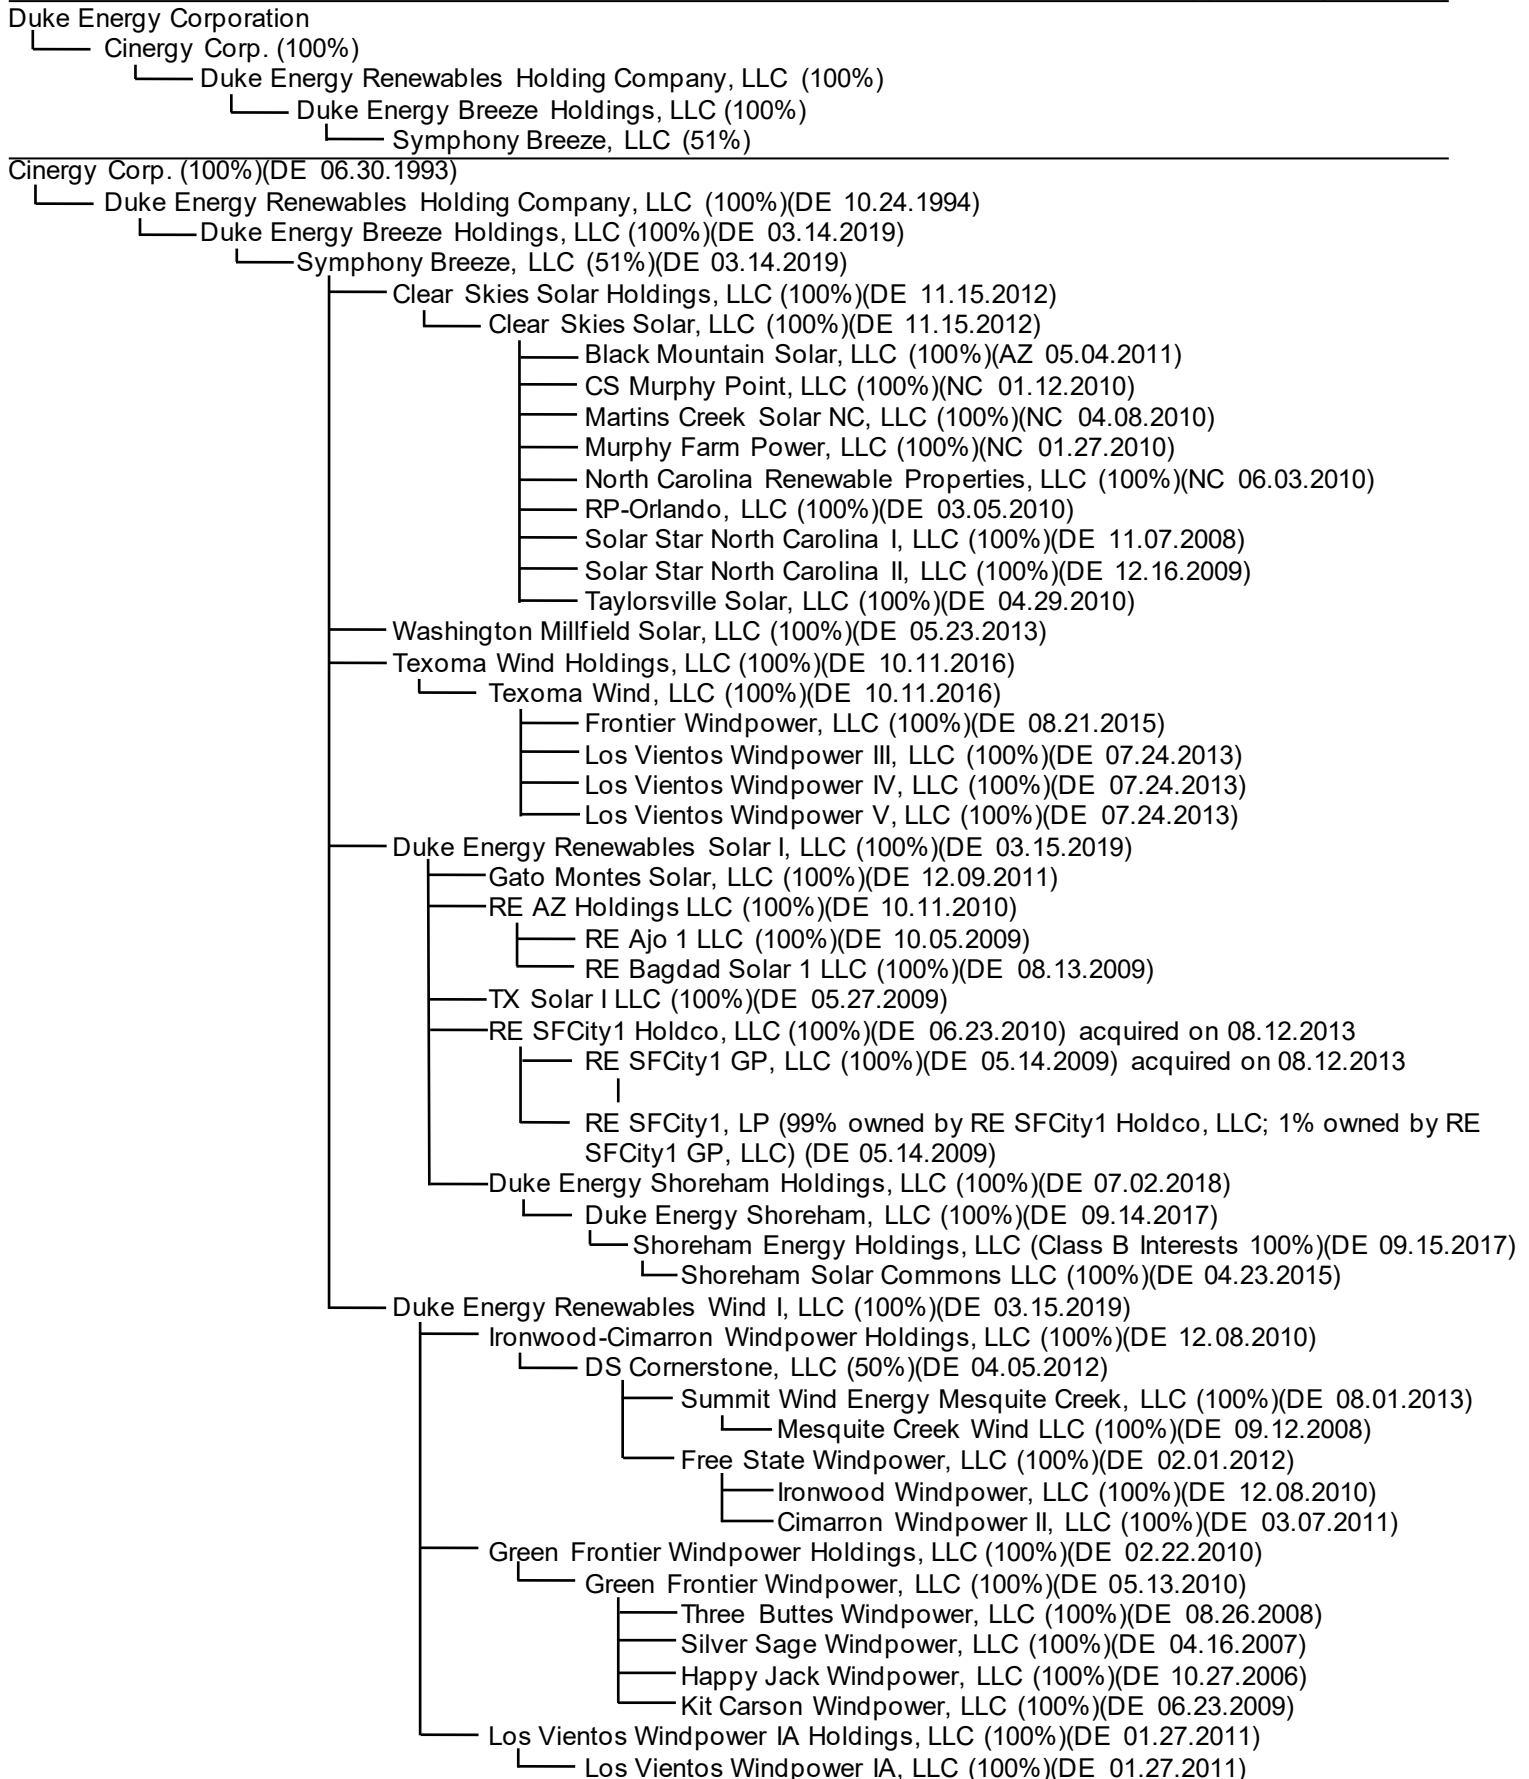 Duke Energy Corporation
Cinergy Corp. (100%)
Duke Energy Renewables Holding Company, LLC (100%)
Duke Energy Breeze Holdings, LLC (100%)
Symphony Breeze, LLC (51%)
Cinergy Corp. (100%)(DE 06.30.1993)
Duke Energy Renewables Holding Company, LLC (100%)(DE 10.24.1994)
Duke Energy Breeze Holdings, LLC (100%)(DE 03.14.2019)
Symphony Breeze, LLC (51%)(DE 03.14.2019)
Clear Skies Solar Holdings, LLC (100%)(DE 11.15.2012)
Clear Skies Solar, LLC (100%)(DE 11.15.2012)
Black Mountain Solar, LLC (100%)(AZ 05.04.2011)
CS Murphy Point, LLC (100%)(NC 01.12.2010)
Martins Creek Solar NC, LLC (100%)(NC 04.08.2010)
Murphy Farm Power, LLC (100%)(NC 01.27.2010)
North Carolina Renewable Properties, LLC (100%)(NC 06.03.2010)
RP-Orlando, LLC (100%)(DE 03.05.2010)
Solar Star North Carolina I, LLC (100%)(DE 11.07.2008)
Solar Star North Carolina II, LLC (100%)(DE 12.16.2009)
Taylorsville Solar, LLC (100%)(DE 04.29.2010)
Washington Millfield Solar, LLC (100%)(DE 05.23.2013)
Texoma Wind Holdings, LLC (100%)(DE 10.11.2016)
Texoma Wind, LLC (100%)(DE 10.11.2016)
Frontier Windpower, LLC (100%)(DE 08.21.2015)
Los Vientos Windpower III, LLC (100%)(DE 07.24.2013)
Los Vientos Windpower IV, LLC (100%)(DE 07.24.2013)
Los Vientos Windpower V, LLC (100%)(DE 07.24.2013)
Duke Energy Renewables Solar I, LLC (100%)(DE 03.15.2019)
Gato Montes Solar, LLC (100%)(DE 12.09.2011)
RE AZ Holdings LLC (100%)(DE 10.11.2010)
RE Ajo 1 LLC (100%)(DE 10.05.2009)
RE Bagdad Solar 1 LLC (100%)(DE 08.13.2009)
TX Solar I LLC (100%)(DE 05.27.2009)
RE SFCity1 Holdco, LLC (100%)(DE 06.23.2010) acquired on 08.12.2013
RE SFCity1 GP, LLC (100%)(DE 05.14.2009) acquired on 08.12.2013
RE SFCity1, LP (99% owned by RE SFCity1 Holdco, LLC; 1% owned by RE
SFCity1 GP, LLC) (DE 05.14.2009)
Duke Energy Shoreham Holdings, LLC (100%)(DE 07.02.2018)
Duke Energy Shoreham, LLC (100%)(DE 09.14.2017)
Shoreham Energy Holdings, LLC (Class B Interests 100%)(DE 09.15.2017)
Shoreham Solar Commons LLC (100%)(DE 04.23.2015)
Duke Energy Renewables Wind I, LLC (100%)(DE 03.15.2019)
Ironwood-Cimarron Windpower Holdings, LLC (100%)(DE 12.08.2010)
DS Cornerstone, LLC (50%)(DE 04.05.2012)
Summit Wind Energy Mesquite Creek, LLC (100%)(DE 08.01.2013)
Mesquite Creek Wind LLC (100%)(DE 09.12.2008)
Free State Windpower, LLC (100%)(DE 02.01.2012)
Ironwood Windpower, LLC (100%)(DE 12.08.2010)
Cimarron Windpower II, LLC (100%)(DE 03.07.2011)
Green Frontier Windpower Holdings, LLC (100%)(DE 02.22.2010)
Green Frontier Windpower, LLC (100%)(DE 05.13.2010)
Three Buttes Windpower, LLC (100%)(DE 08.26.2008)
Silver Sage Windpower, LLC (100%)(DE 04.16.2007)
Happy Jack Windpower, LLC (100%)(DE 10.27.2006)
Kit Carson Windpower, LLC (100%)(DE 06.23.2009)
Los Vientos Windpower IA Holdings, LLC (100%)(DE 01.27.2011)
Los Vientos Windpower IA, LLC (100%)(DE 01.27.2011)